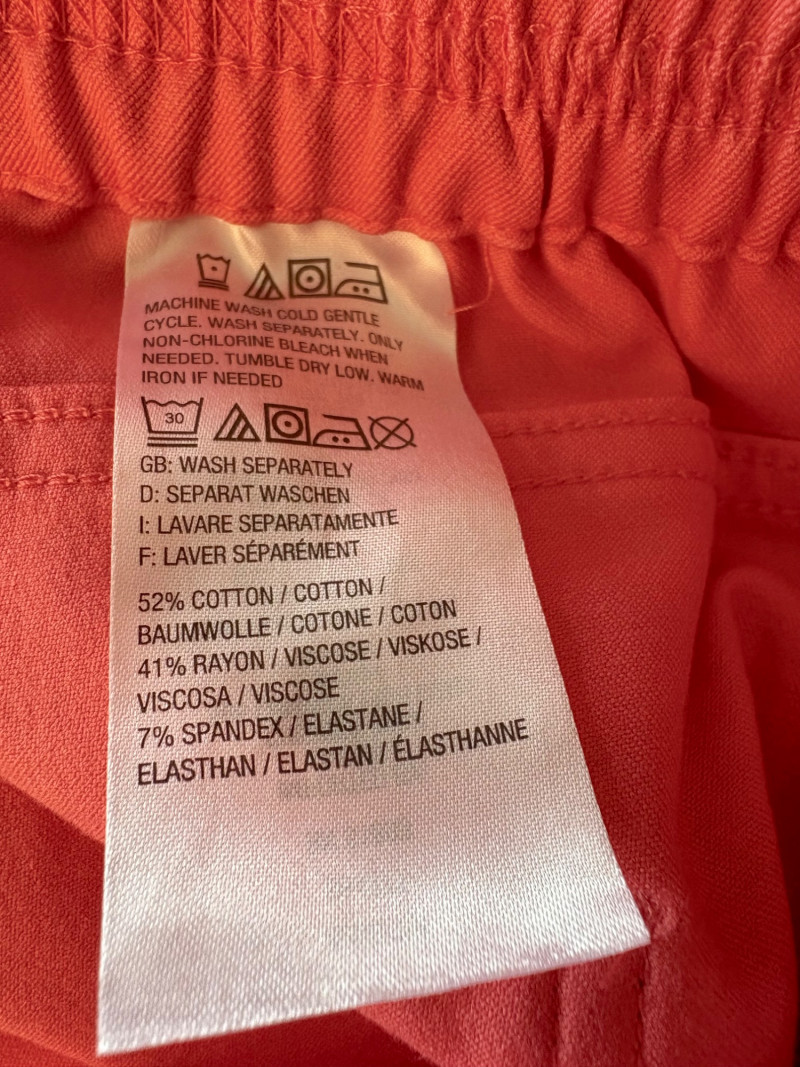 MACHINE WASH COLD GENTLE
CYCLE. WASH SEPARATELY. ONLY
NON-CHLORINE BLEACH WHEN
NEEDED. TUMBLE DRY LOW. WARM
IRON IF NEEDED
30
GB: WASH SEPARATELY
D: SEPARAT WASCHEN
I: LAVARE SEPARATAMENTE
F: LAVER SÉPARÉMENT
52% COTTON / COTTON /
BAUMWOLLE / COTONE / COTON
41% RAYON / VISCOSE / VISKOSE /
VISCOSA / VISCOSE
7% SPANDEX / ELASTANE /
ELASTHAN / ELASTAN / ÉLASTHANNE